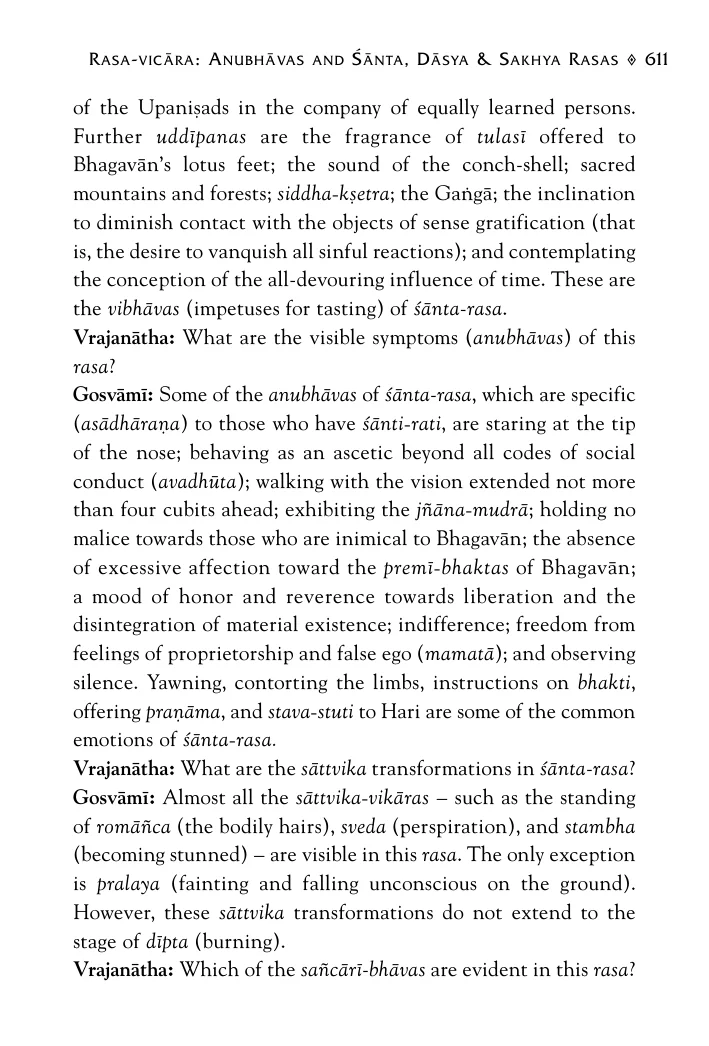 Rasa-vicāra: Anubhāvas and Śānta, Dāsya & Sakhya Rasas ◊ 611
of the Upaniṣads in the company of equally learned persons.
Further uddīpanas are the fragrance of tulasī offered to
Bhagavān’s lotus feet; the sound of the conch-shell; sacred
mountains and forests; siddha-kṣetra; the Gaṅgā; the inclination
to diminish contact with the objects of sense gratification (that
is, the desire to vanquish all sinful reactions); and contemplating
the conception of the all-devouring influence of time. These are
the vibhāvas (impetuses for tasting) of śānta-rasa.
Vrajanātha: What are the visible symptoms (anubhāvas) of this
rasa?
Gosvāmī: Some of the anubhāvas of śānta-rasa, which are specific
(asādhāraṇa) to those who have śānti-rati, are staring at the tip
of the nose; behaving as an ascetic beyond all codes of social
conduct (avadhūta); walking with the vision extended not more
than four cubits ahead; exhibiting the jñāna-mudrā; holding no
malice towards those who are inimical to Bhagavān; the absence
of excessive affection toward the premī-bhaktas of Bhagavān;
a mood of honor and reverence towards liberation and the
disintegration of material existence; indifference; freedom from
feelings of proprietorship and false ego (mamatā); and observing
silence. Yawning, contorting the limbs, instructions on bhakti,
offering praṇāma, and stava-stuti to Hari are some of the common
emotions of śānta-rasa.
Vrajanātha: What are the sāttvika transformations in śānta-rasa?
Gosvāmī: Almost all the sāttvika-vikāras – such as the standing
of romāñca (the bodily hairs), sveda (perspiration), and stambha
(becoming stunned) – are visible in this rasa. The only exception
is pralaya (fainting and falling unconscious on the ground).
However, these sāttvika transformations do not extend to the
stage of dīpta (burning).
Vrajanātha: Which of the sañcārī-bhāvas are evident in this rasa?